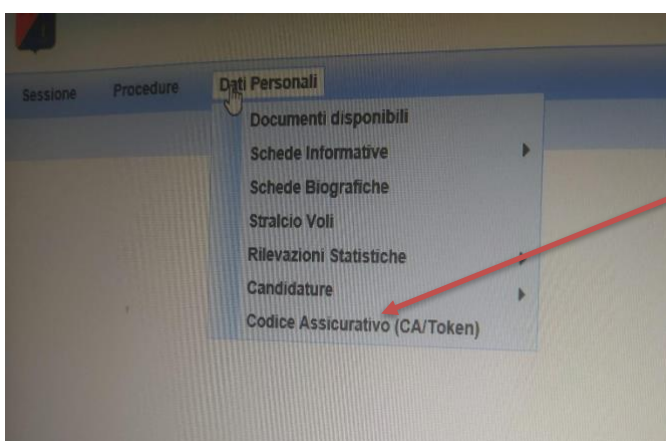 Sessione Procedure Dati Personali
Documenti disponibili
Schede Informative
Schede Biografiche
Stralcio Voli
Rilevazioni Statistiche
Candidature
Codice Assicurativo (CA/Token)